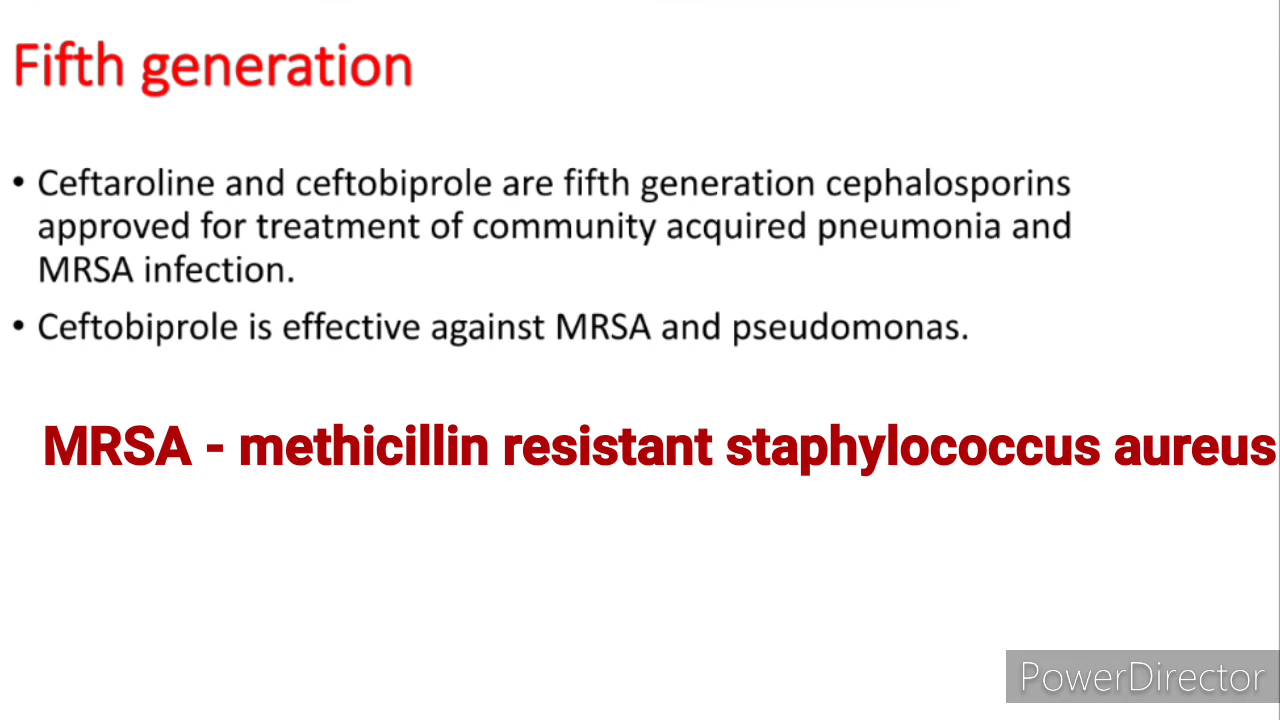 Fifth generation
• Ceftaroline and ceftobiprole are fifth generation cephalosporins
approved for treatment of community acquired pneumonia and
MRSA infection.
• Ceftobiprole is effective against MRSA and pseudomonas.
MRSA - methicillin resistant staphylococcus aureus
PowerDirector